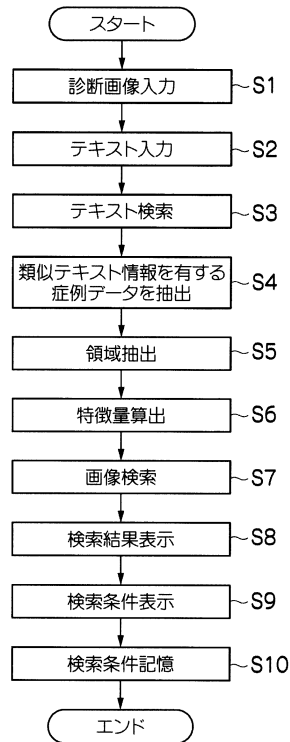 スタート
診断画像入力 S1
テキスト入力 S2
テキスト検索 S3
類似テキスト情報を有する
症例データを抽出 S4
領域抽出 S5
特徴量算出 S6
画像検索 S7
検索結果表示 S8
検索条件表示 S9
検索条件記憶 S10
エンド